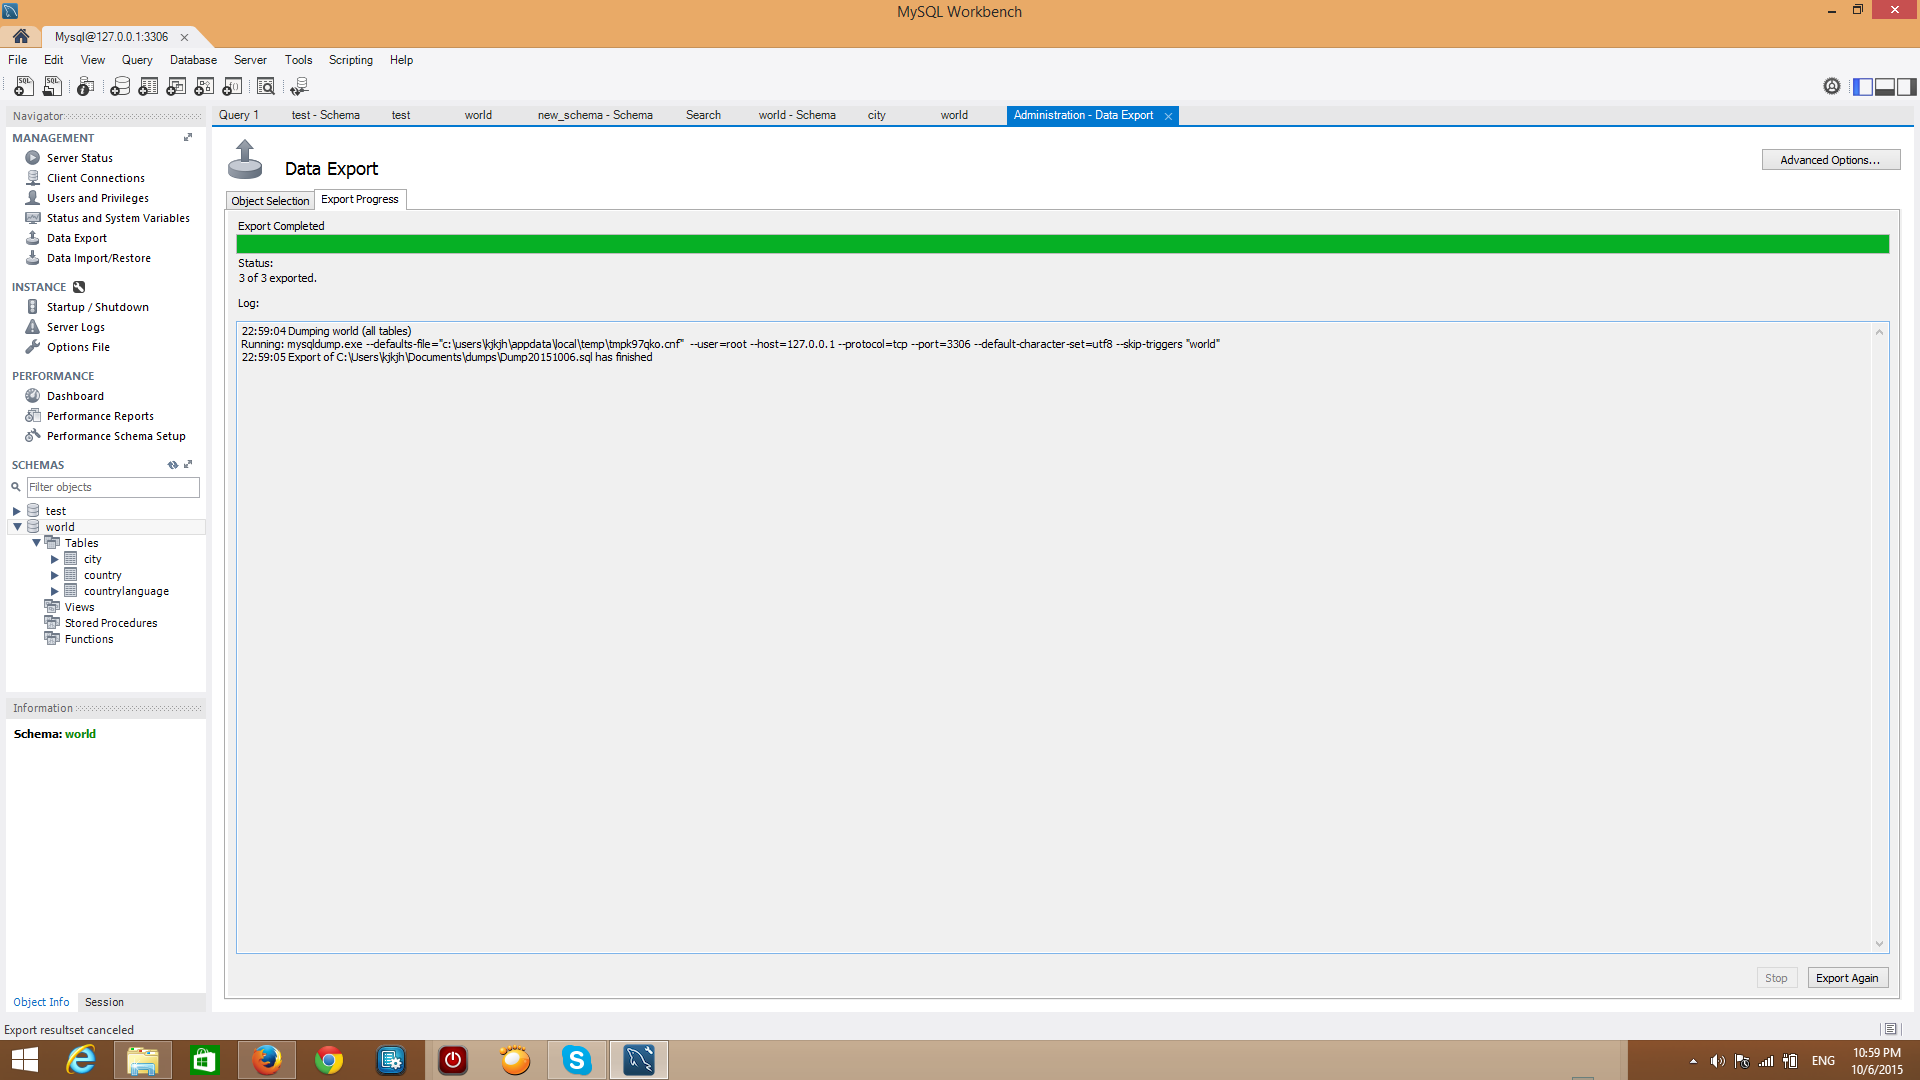 MySQL Workbench
Mysql@127.0.0.1:3306
File Edit View Query Database Server Tools Scripting Help
Navigator
MANAGEMENT
Server Status
Client Connections
Users and Privileges
Status and System Variables
Data Export
Data Import/Restore
INSTANCE
Startup / Shutdown
Server Logs
Options File
PERFORMANCE
Dashboard
Performance Reports
Performance Schema Setup
SCHEMAS
Filter objects
test
world
Tables
city
country
countrylanguage
Views
Stored Procedures
Functions
Information
Schema: world
Object Info Session
Query 1 test - Schema test world new_schema - Schema Search world - Schema city world Administration - Data Export
Data Export
Advanced Options...
Object Selection Export Progress
Export Completed
Status:
3 of 3 exported.
Log:
22:59:04 Dumping world (all tables)
Running: mysqldump.exe --defaults-file="c:\users\kjkjh\appdata\local\temp\tmpk97qko.cnf" --user=root --host=127.0.0.1 --protocol=tcp --port=3306 --default-character-set=utf8 --skip-triggers "world"
22:59:05 Export of C:\Users\kjkjh\Documents\dumps\Dump20151006.sql has finished
Stop Export Again
Export resultset canceled
ENG
10:59 PM
10/6/2015